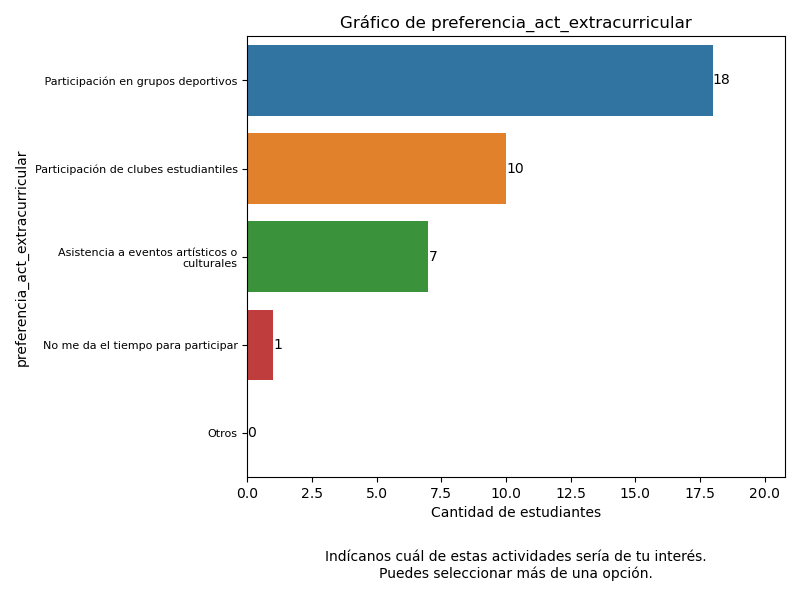 Gráfico de preferencia_act_extracurricular
Participación en grupos deportivos
18
Participación de clubes estudiantiles
10
Asistencia a eventos artísticos o
culturales
7
No me da el tiempo para participar
1
Otros
0
preferencia_act_extracurricular
0.0 2.5 5.0 7.5 10.0 12.5 15.0 17.5 20.0
Cantidad de estudiantes
Indícanos cuál de estas actividades sería de tu interés.
Puedes seleccionar más de una opción.